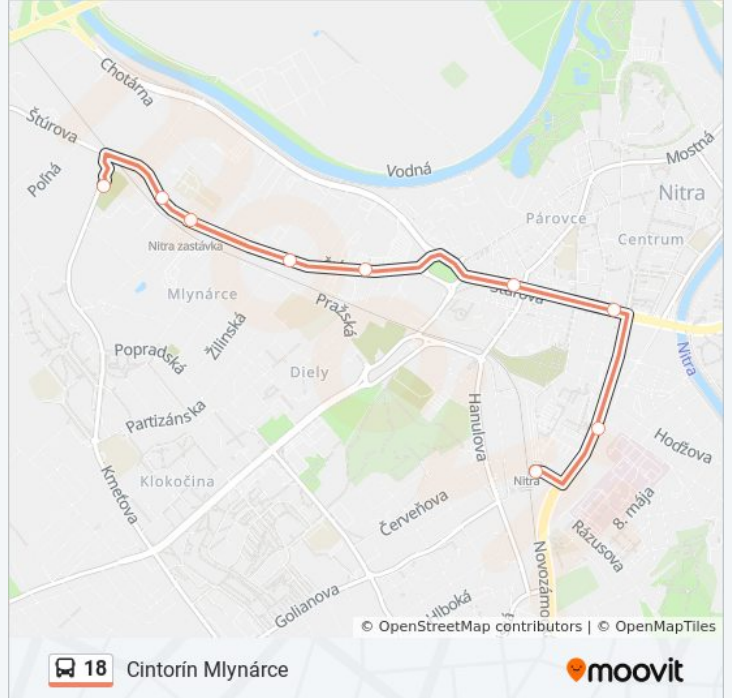 Chotárna
Štúrova
Poľná
Vodná
Mostná
Nitra
Párovce
Centrum
Nitra zastávka
Mlynárce
Štúrova
Pražská
Žilinská
Popradská
Diely
Nitra
Partizánska
Hanulova
Hodžova
Klokočina
Kmeťova
Nitra
Červeňova
8. mája
Rázusova
Golianova
Hlboká
Novozámo
© OpenStreetMap contributors | © OpenMapTiles
18 Cintorín Mlynárce
moovit